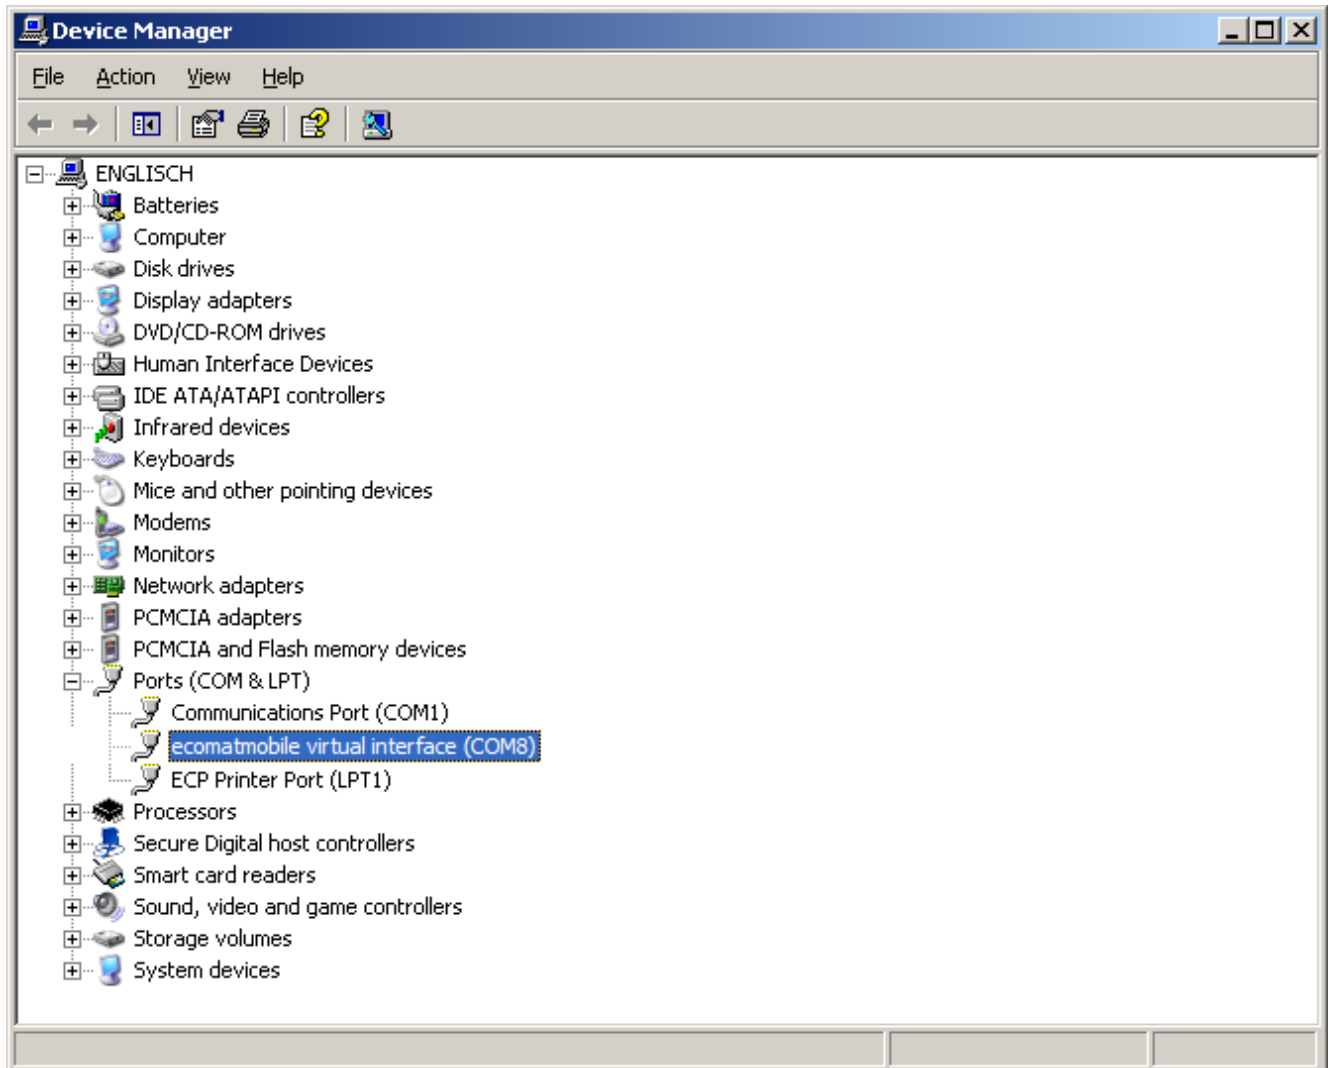 Device Manager
File Action View Help
ENGLISCH
Batteries
Computer
Disk drives
Display adapters
DVD/CD-ROM drives
Human Interface Devices
IDE ATA/ATAPI controllers
Infrared devices
Keyboards
Mice and other pointing devices
Modems
Monitors
Network adapters
PCMCIA adapters
PCMCIA and Flash memory devices
Ports (COM & LPT)
Communications Port (COM1)
ecomatmobile virtual interface (COM8)
ECP Printer Port (LPT1)
Processors
Secure Digital host controllers
Smart card readers
Sound, video and game controllers
Storage volumes
System devices